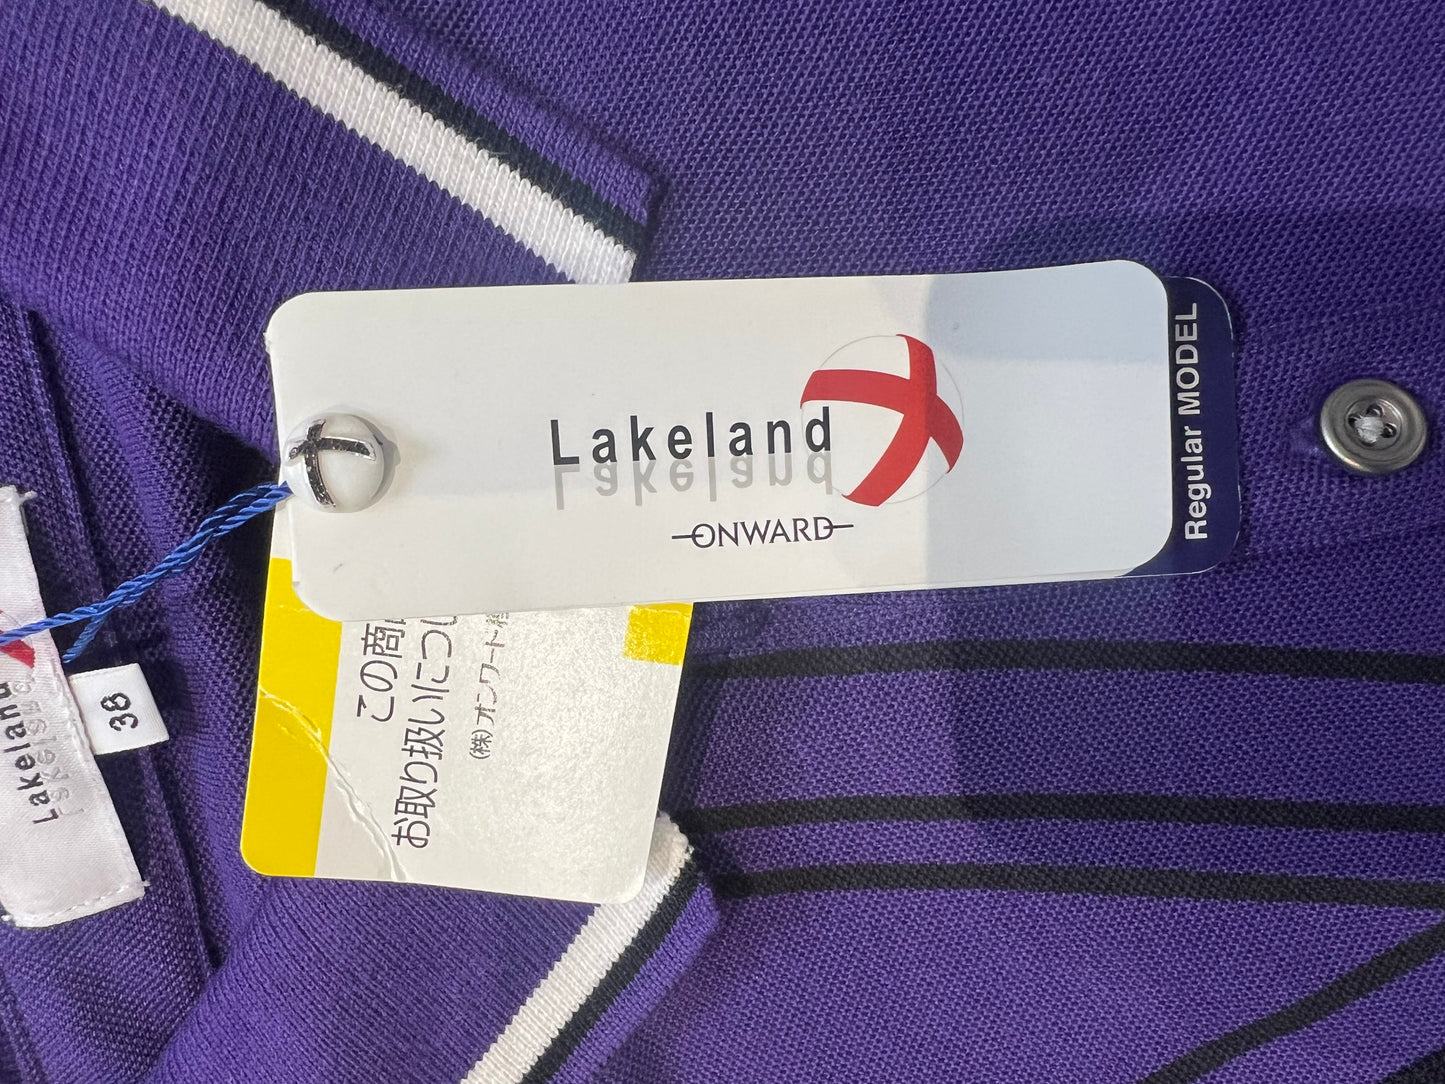 Lakeland
ONWARD
Regular MODEL
この商
お取り扱いについ
(株)オンワード
Lakeland
38